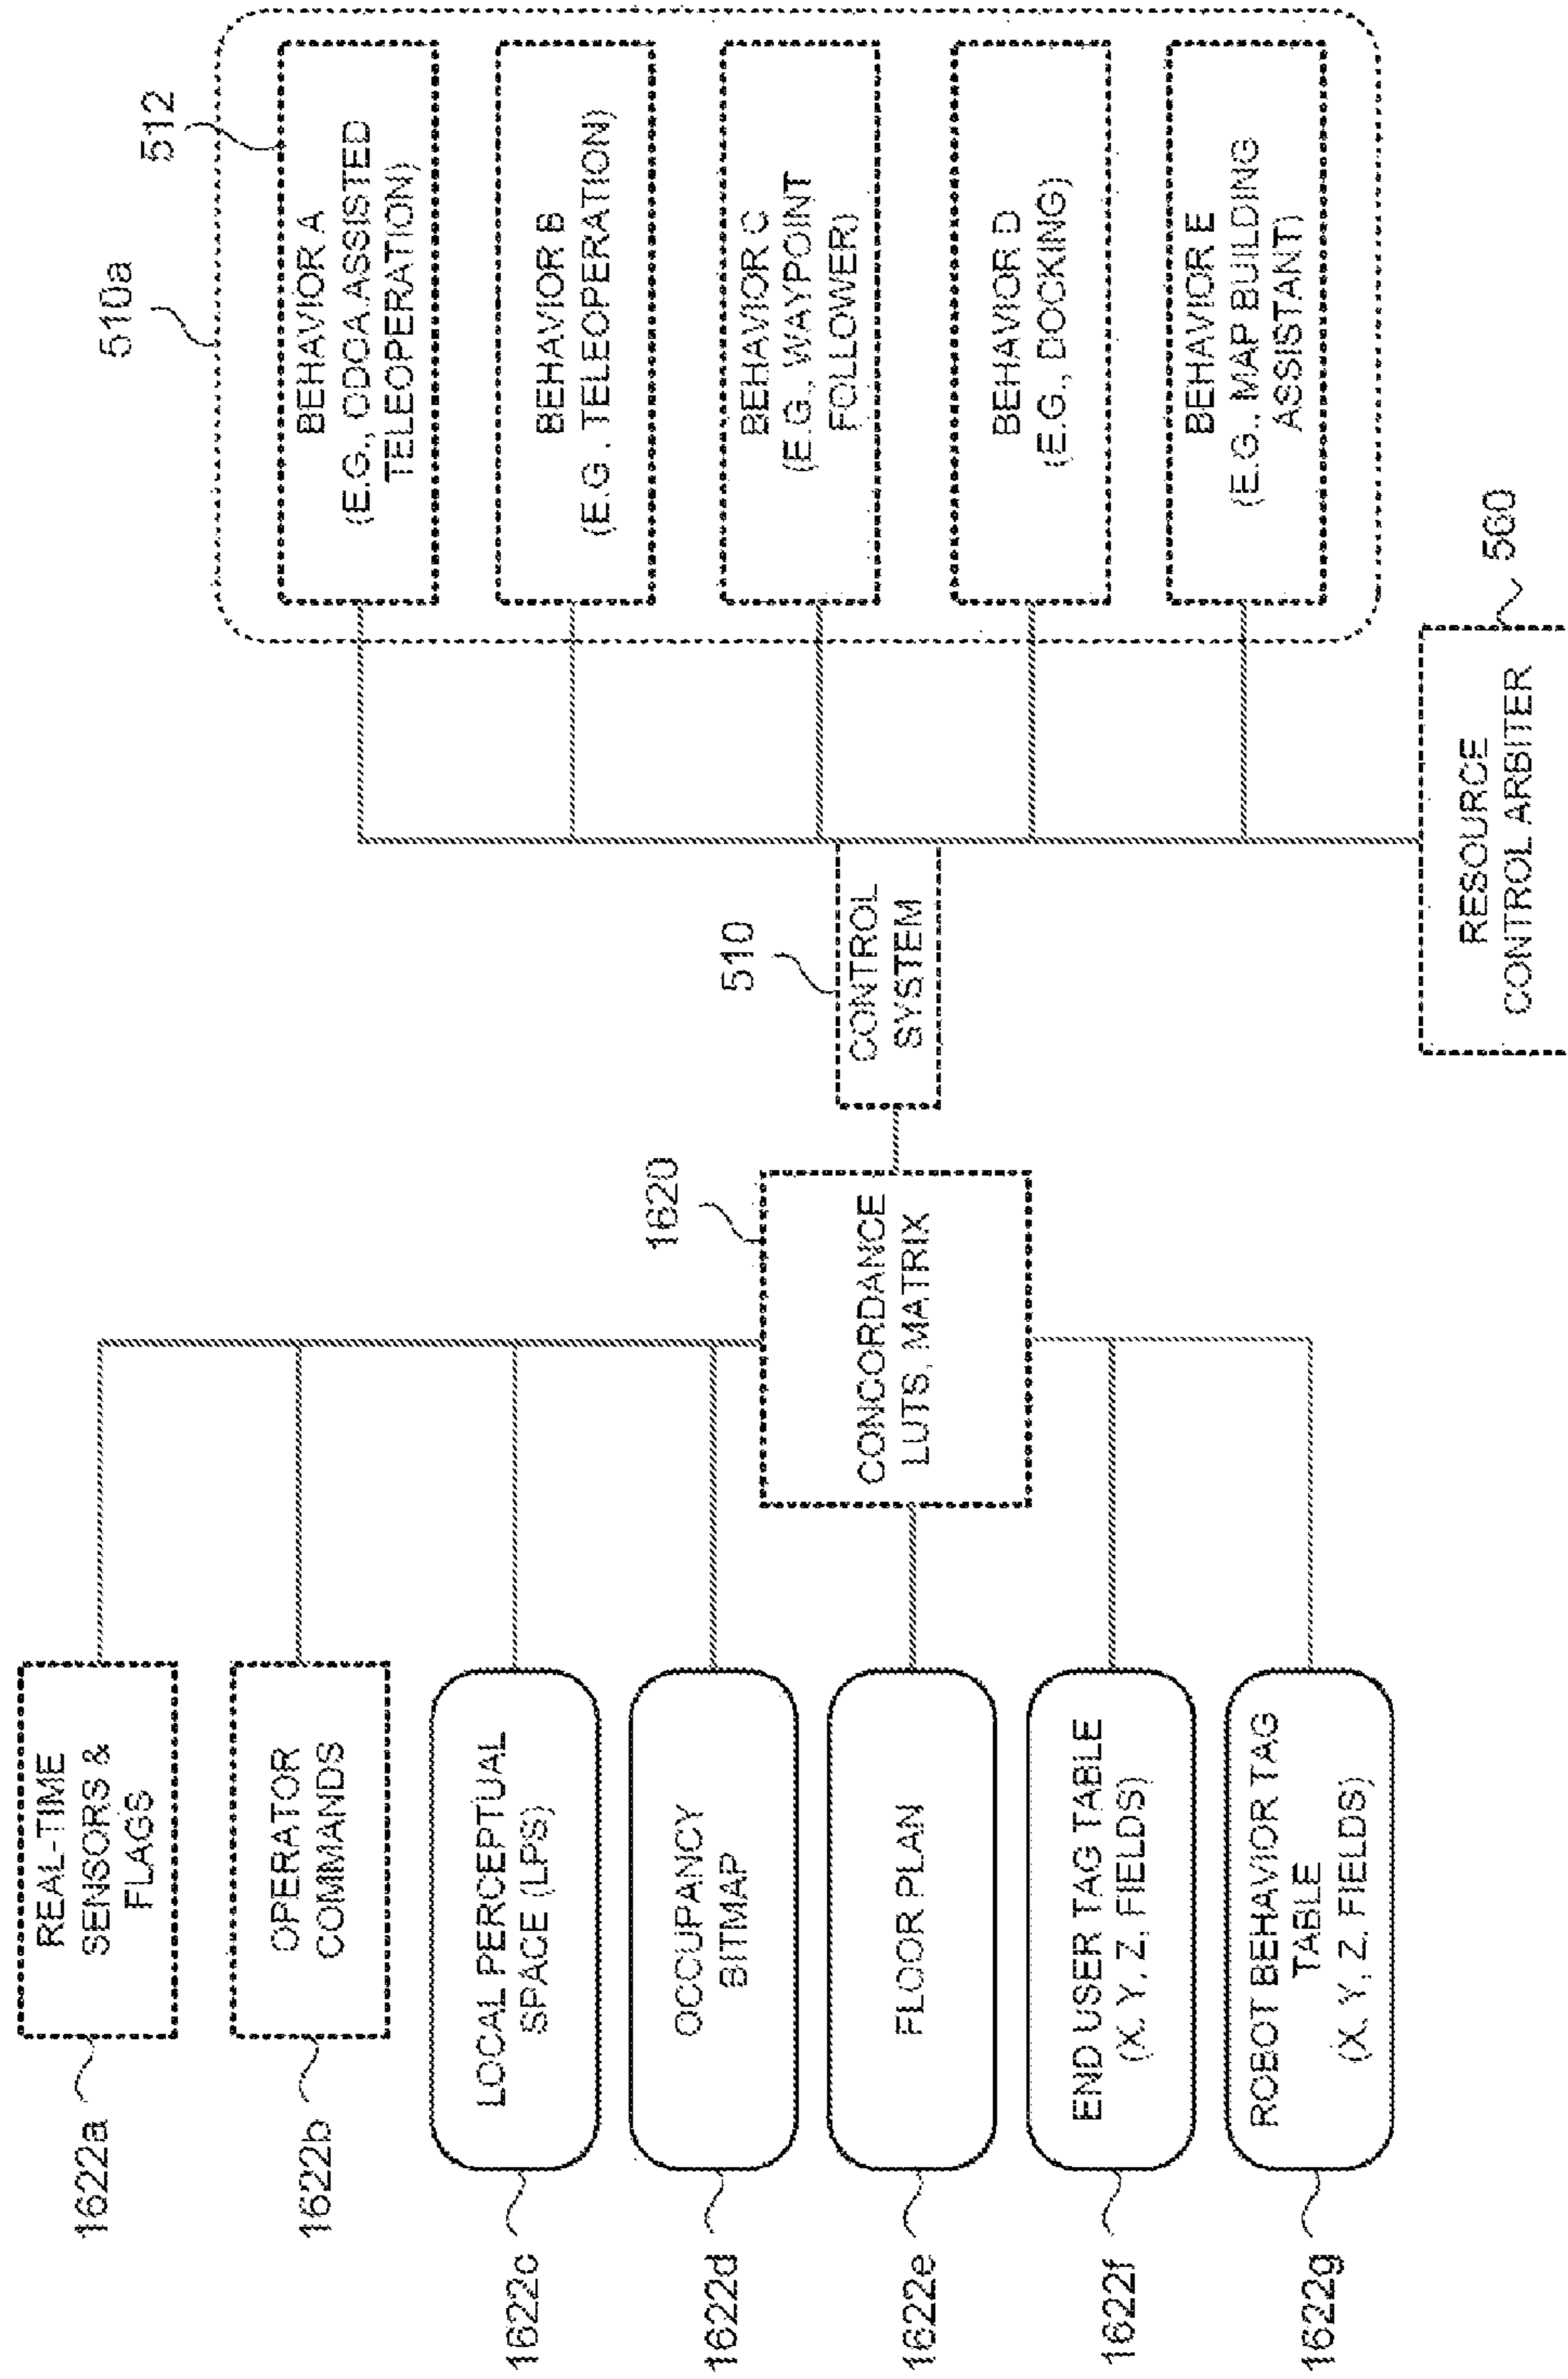 1622a
REAL-TIME
SENSORS &
FLAGS
1622b
OPERATOR
COMMANDS
1622c
LOCAL PERCEPTUAL
SPACE (LPS)
1622d
OCCUPANCY
BITMAP
1622e
FLOOR PLAN
1622f
END USER TAG TABLE
(X, Y, Z, FIELDS)
1622g
ROBOT BEHAVIOR TAG
TABLE
(X, Y, Z, FIELDS)
1620
CONCORDANCE
LUTS, MATRIX
510
CONTROL
SYSTEM
510a
512
BEHAVIOR A
(E.G., ODOA ASSISTED
TELEOPERATION)
BEHAVIOR B
(E.G., TELEOPERATION)
BEHAVIOR C
(E.G., WAYPOINT
FOLLOWER)
BEHAVIOR D
(E.G., DOCKING)
BEHAVIOR E
(E.G., MAP BUILDING
ASSISTANT)
RESOURCE
CONTROL ARBITER
560